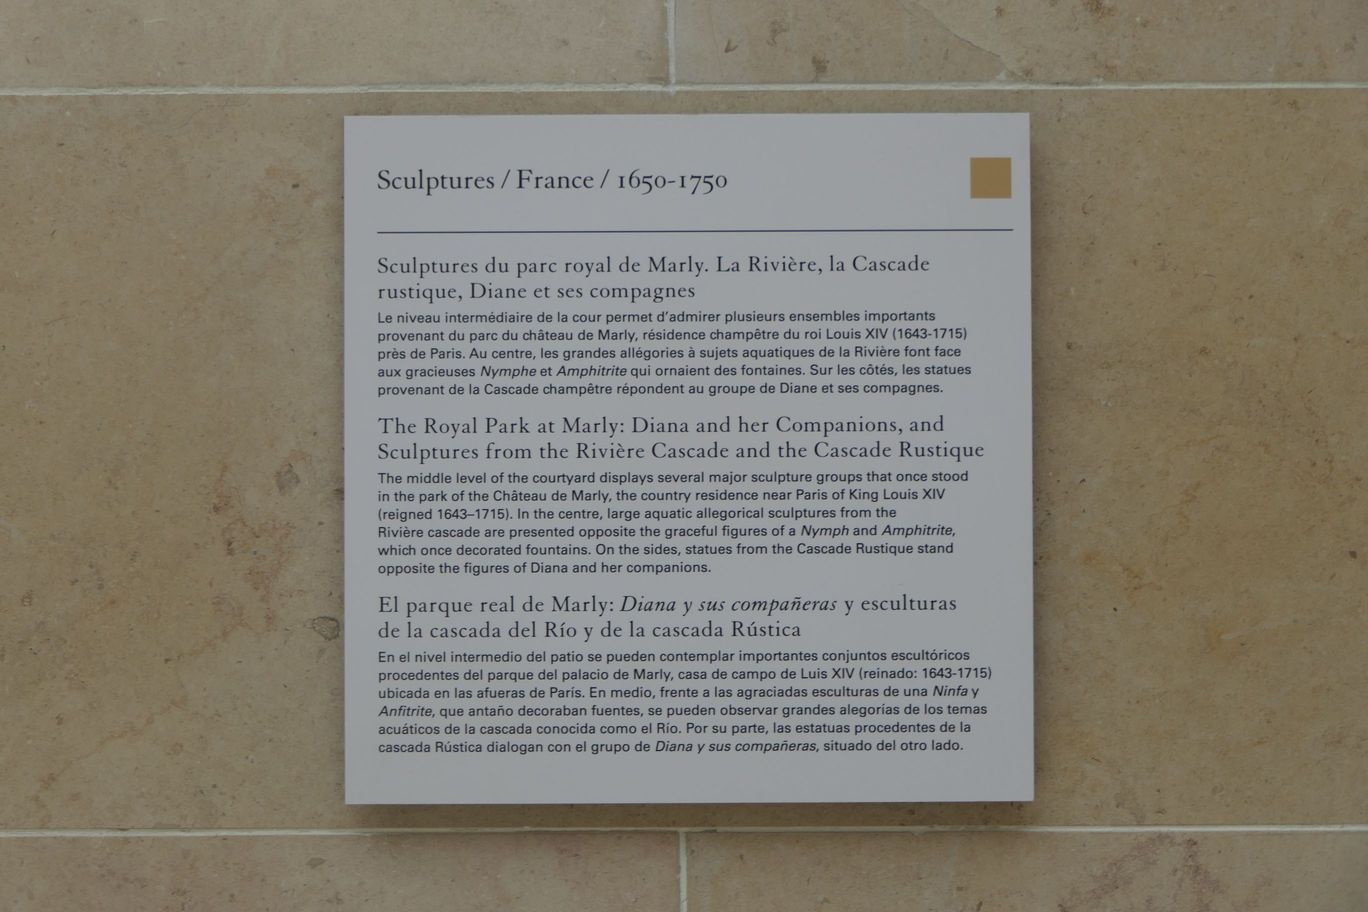 Sculptures / France / 1650-1750
Sculptures du parc royal de Marly. La Rivière, la Cascade
rustique, Diane et ses compagnes
Le niveau intermédiaire de la cour permet d'admirer plusieurs ensembles importants
provenant du parc du château de Marly, résidence champêtre du roi Louis XIV (1643-1715)
près de Paris. Au centre, les grandes allégories à sujets aquatiques de la Rivière font face
aux gracieuses Nymphe et Amphitrite qui ornaient des fontaines. Sur les côtés, les statues
provenant de la Cascade champêtre répondent au groupe de Diane et ses compagnes.
The Royal Park at Marly: Diana and her Companions, and
Sculptures from the Rivière Cascade and the Cascade Rustique
The middle level of the courtyard displays several major sculpture groups that once stood
in the park of the Château de Marly, the country residence near Paris of King Louis XIV
(reigned 1643–1715). In the centre, large aquatic allegorical sculptures from the
Rivière cascade are presented opposite the graceful figures of a Nymph and Amphitrite,
which once decorated fountains. On the sides, statues from the Cascade Rustique stand
opposite the figures of Diana and her companions.
El parque real de Marly: Diana y sus compañeras y esculturas
de la cascada del Río y de la cascada Rústica
En el nivel intermedio del patio se pueden contemplar importantes conjuntos escultóricos
procedentes del parque del palacio de Marly, casa de campo de Luis XIV (reinado: 1643-1715)
ubicada en las afueras de París. En medio, frente a las agraciadas esculturas de una Ninfa y
Anfitrite, que antaño decoraban fuentes, se pueden observar grandes alegorías de los temas
acuáticos de la cascada conocida como el Río. Por su parte, las estatuas procedentes de la
cascada Rústica dialogan con el grupo de Diana y sus compañeras, situado del otro lado.